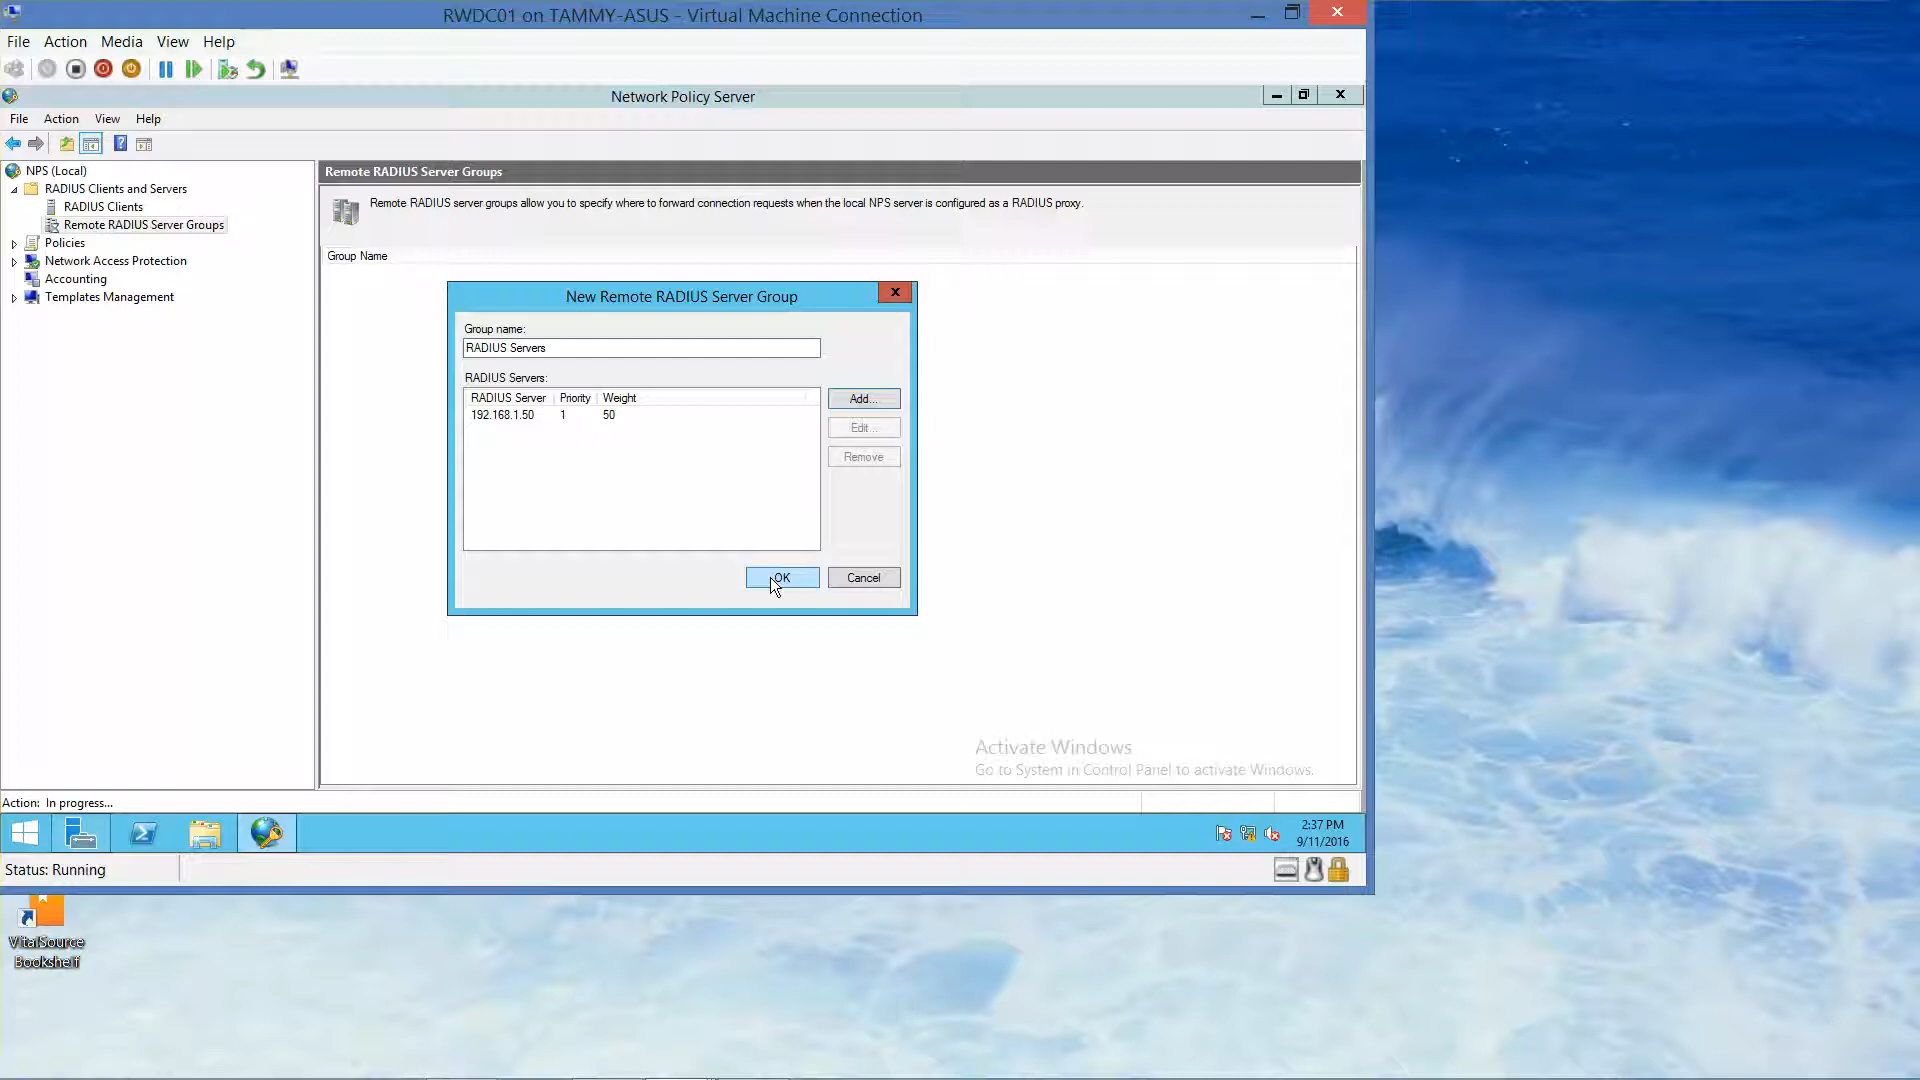 RWDC01 on TAMMY-ASUS - Virtual Machine Connection
File Action Media View Help
Network Policy Server
File Action View Help
NPS (Local)
RADIUS Clients and Servers
RADIUS Clients
Remote RADIUS Server Groups
Policies
Network Access Protection
Accounting
Templates Management
Remote RADIUS Server Groups
Remote RADIUS server groups allow you to specify where to forward connection requests when the local NPS server is configured as a RADIUS proxy.
Group Name
New Remote RADIUS Server Group
Group name:
RADIUS Servers
RADIUS Servers:
RADIUS Server Priority Weight
192.168.1.50 1 50
Add...
Edit...
Remove
OK Cancel
Activate Windows
Go to System in Control Panel to activate Windows.
Action: In progress...
2:37 PM
9/11/2016
Status: Running
VitalSource
Bookshelf